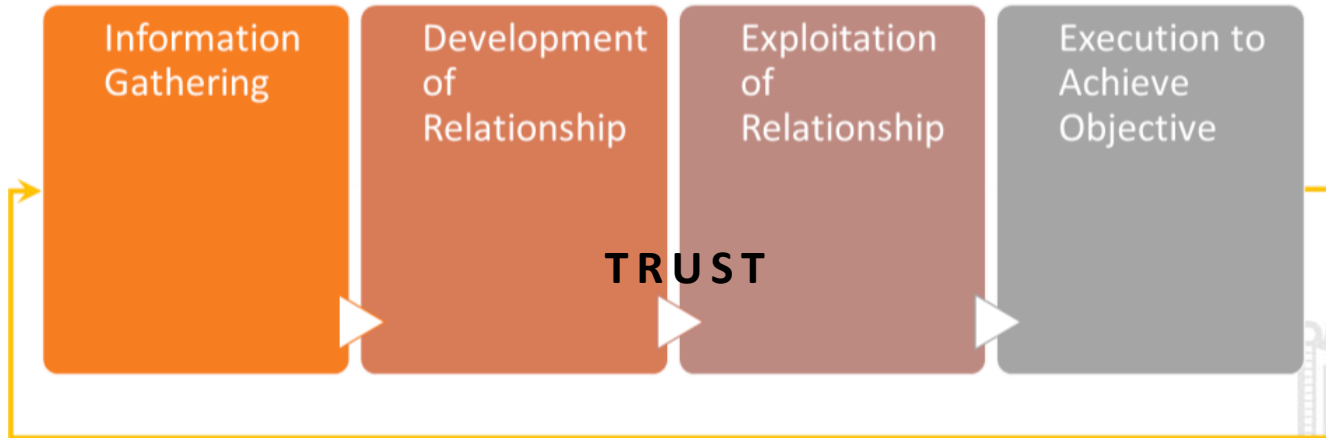 Information
Gathering
Development
of
Relationship
Exploitation
of
Relationship
Execution to
Achieve
Objective
TRUST